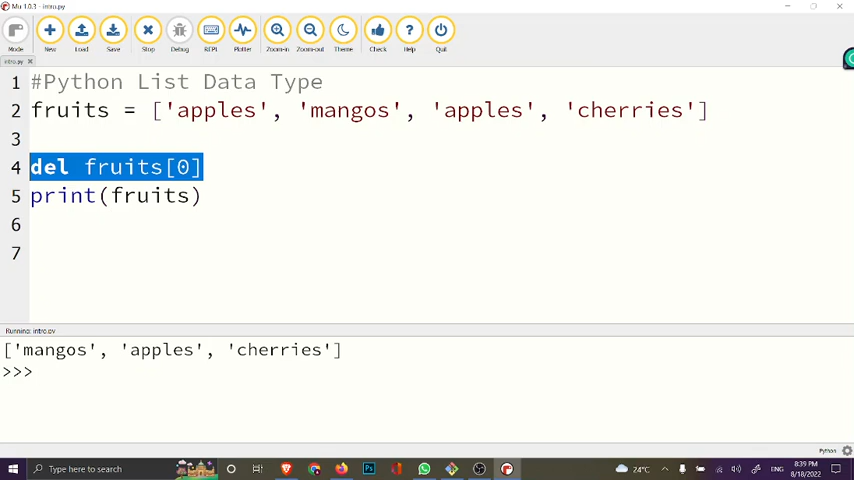 Mu 1.0.3 - intro.py
Mode New Load Save Stop Debug REPL Plotter Zoom-in Zoom-out Theme Check Help Quit
intro.py
1 #Python List Data Type
2 fruits = ['apples', 'mangos', 'apples', 'cherries']
3
4 del fruits[0]
5 print(fruits)
6
7
Running: intro.py
['mangos', 'apples', 'cherries']
>>>
Python
Type here to search
Ps
24°C
ENG
8:39 PM
8/18/2022